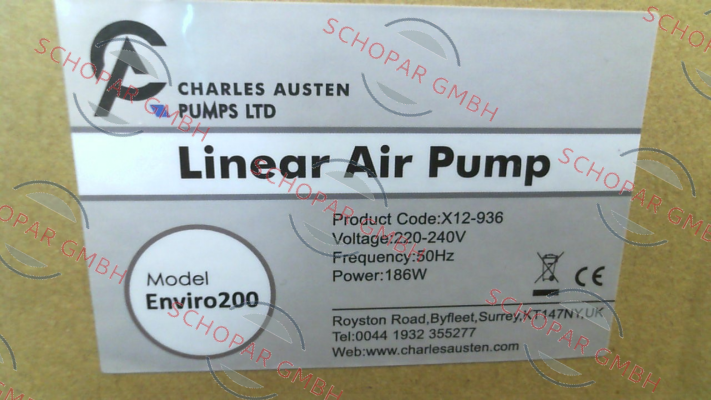 CHARLES AUSTEN
PUMPS LTD
Linear Air Pump
Model
Enviro200
Product Code:X12-936
Voltage:220-240V
Frequency:50Hz
Power:186W
CE
Royston Road,Byfleet,Surrey,KT147NY,UK
Tel:0044 1932 355277
Web:www.charlesausten.com
SCHOPAR GMBH
SCHOPAR GMBH
SCHOPAR GMBH
SCHOPAR GMBH
SCHOPAR GMBH